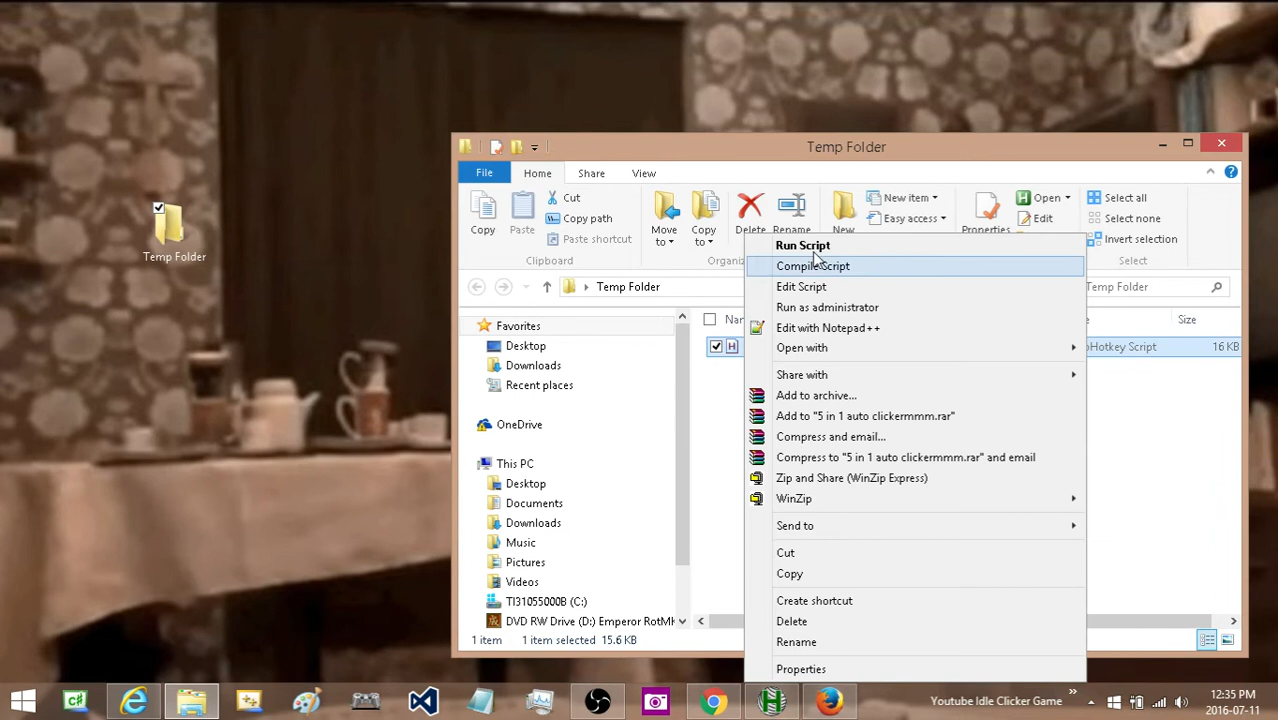 Temp Folder
Temp Folder
File
Home
Share
View
Copy
Paste
Cut
Copy path
Paste shortcut
Clipboard
Move to
Copy to
Delete
Rename
New
New item
Easy access
Properties
Open
Edit
Select all
Select none
Invert selection
Select
Temp Folder
Temp Folder
Size
Favorites
Desktop
Downloads
Recent places
OneDrive
This PC
Desktop
Documents
Downloads
Music
Pictures
Videos
TI31055000B (C:)
DVD RW Drive (D:) Emperor RotM
16 KB
1 item
1 item selected 15.6 KB
Run Script
Compile Script
Edit Script
Run as administrator
Edit with Notepad++
Open with
Share with
Add to archive...
Add to "5 in 1 auto clickermmm.rar"
Compress and email...
Compress to "5 in 1 auto clickermmm.rar" and email
Zip and Share (WinZip Express)
WinZip
Send to
Cut
Copy
Create shortcut
Delete
Rename
Properties
Youtube Idle Clicker Game
12:35 PM
2016-07-11